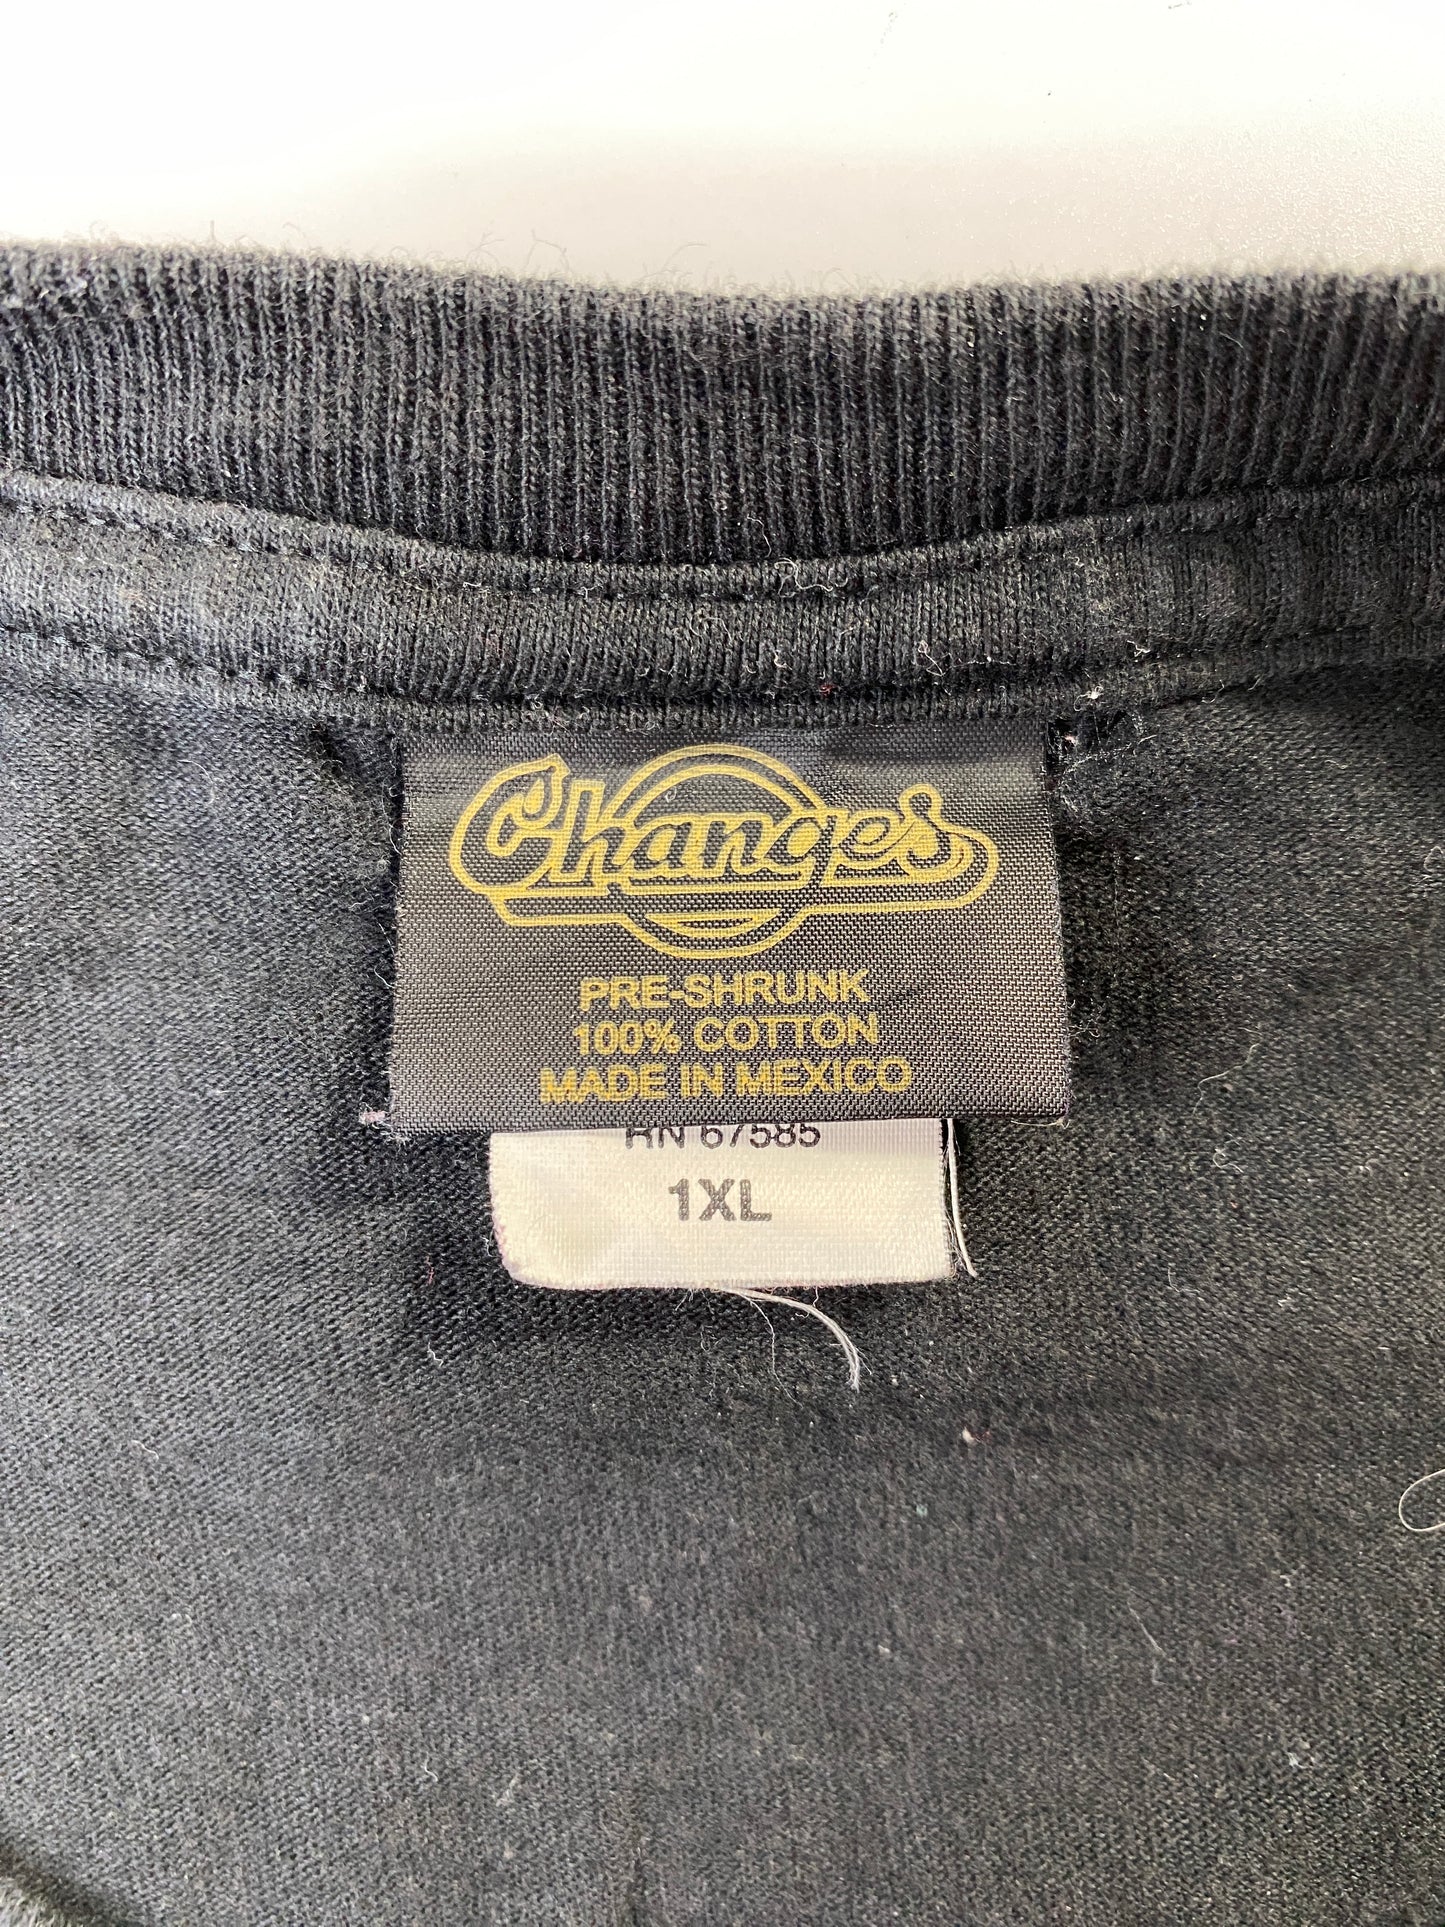 Changes
PRE-SHRUNK
100% COTTON
MADE IN MEXICO
RN 67585
1XL